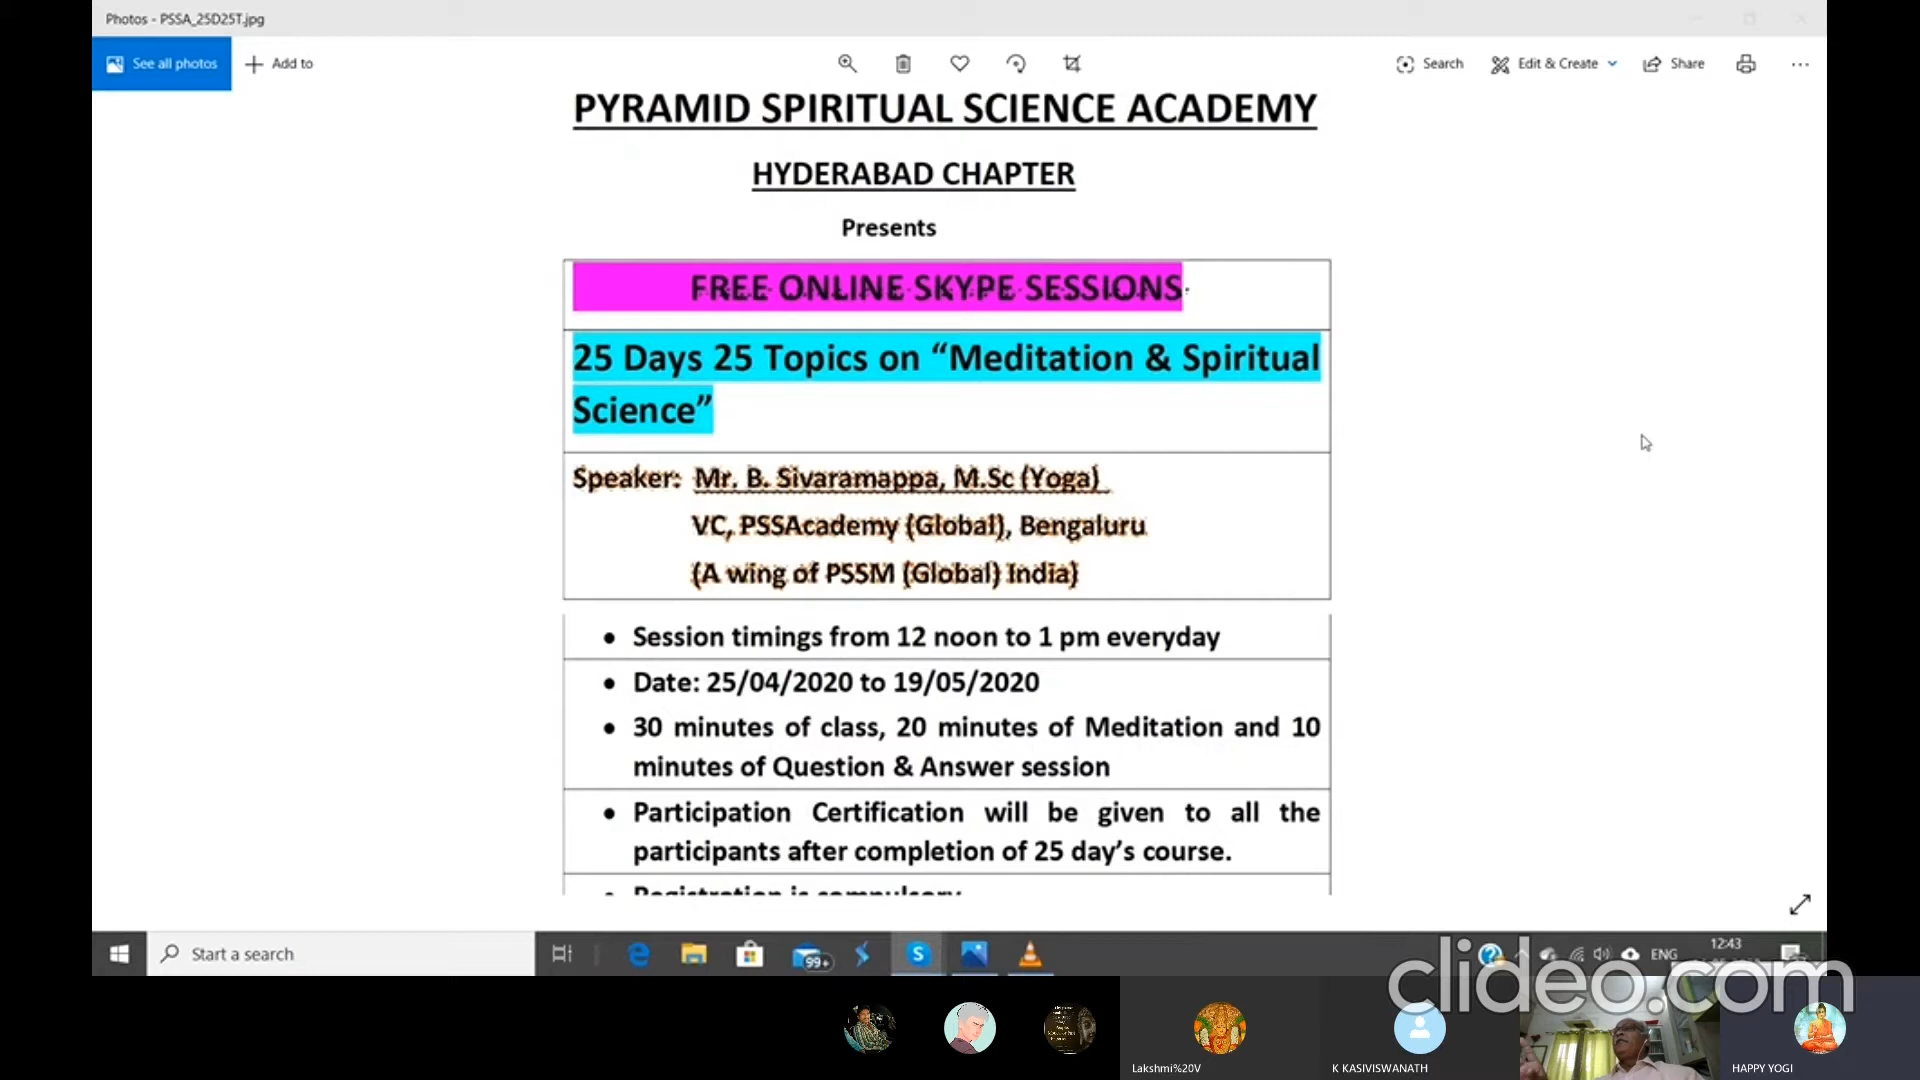 Photos - PSSA_25D25T.jpg
See all photos
Add to
Search
Edit & Create
Share
PYRAMID SPIRITUAL SCIENCE ACADEMY
HYDERABAD CHAPTER
Presents
FREE ONLINE SKYPE SESSIONS
25 Days 25 Topics on “Meditation & Spiritual
Science”
Speaker: Mr. B. Sivaramappa, M.Sc (Yoga)
VC, PSSAcademy (Global), Bengaluru
(A wing of PSSM (Global) India)
• Session timings from 12 noon to 1 pm everyday
• Date: 25/04/2020 to 19/05/2020
• 30 minutes of class, 20 minutes of Meditation and 10
minutes of Question & Answer session
• Participation Certification will be given to all the
participants after completion of 25 day’s course.
• Registration is compulsory
Start a search
99+
ENG
12:43
clideo.com
Lakshmi%20V
K KASIVISWANATH
HAPPY YOGI